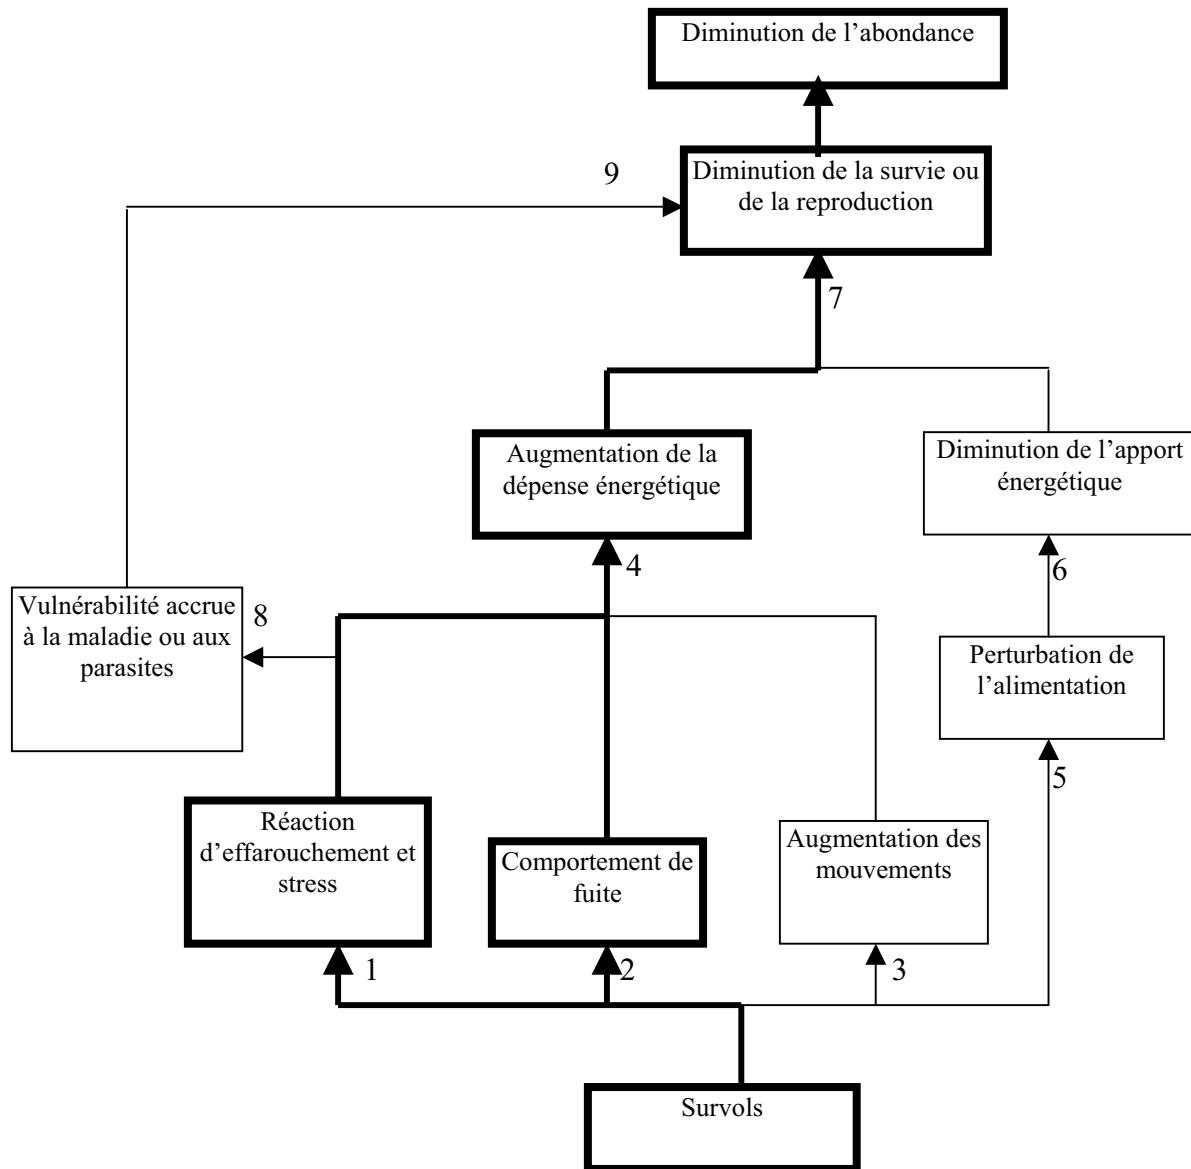 Diminution de l’abondance
9
Diminution de la survie ou
de la reproduction
7
Augmentation de la
dépense énergétique
Diminution de l’apport
énergétique
4
6
Vulnérabilité accrue
à la maladie ou aux
parasites
8
Perturbation de
l’alimentation
5
Réaction
d’effarouchement et
stress
Comportement de
fuite
Augmentation des
mouvements
1
2
3
Survols